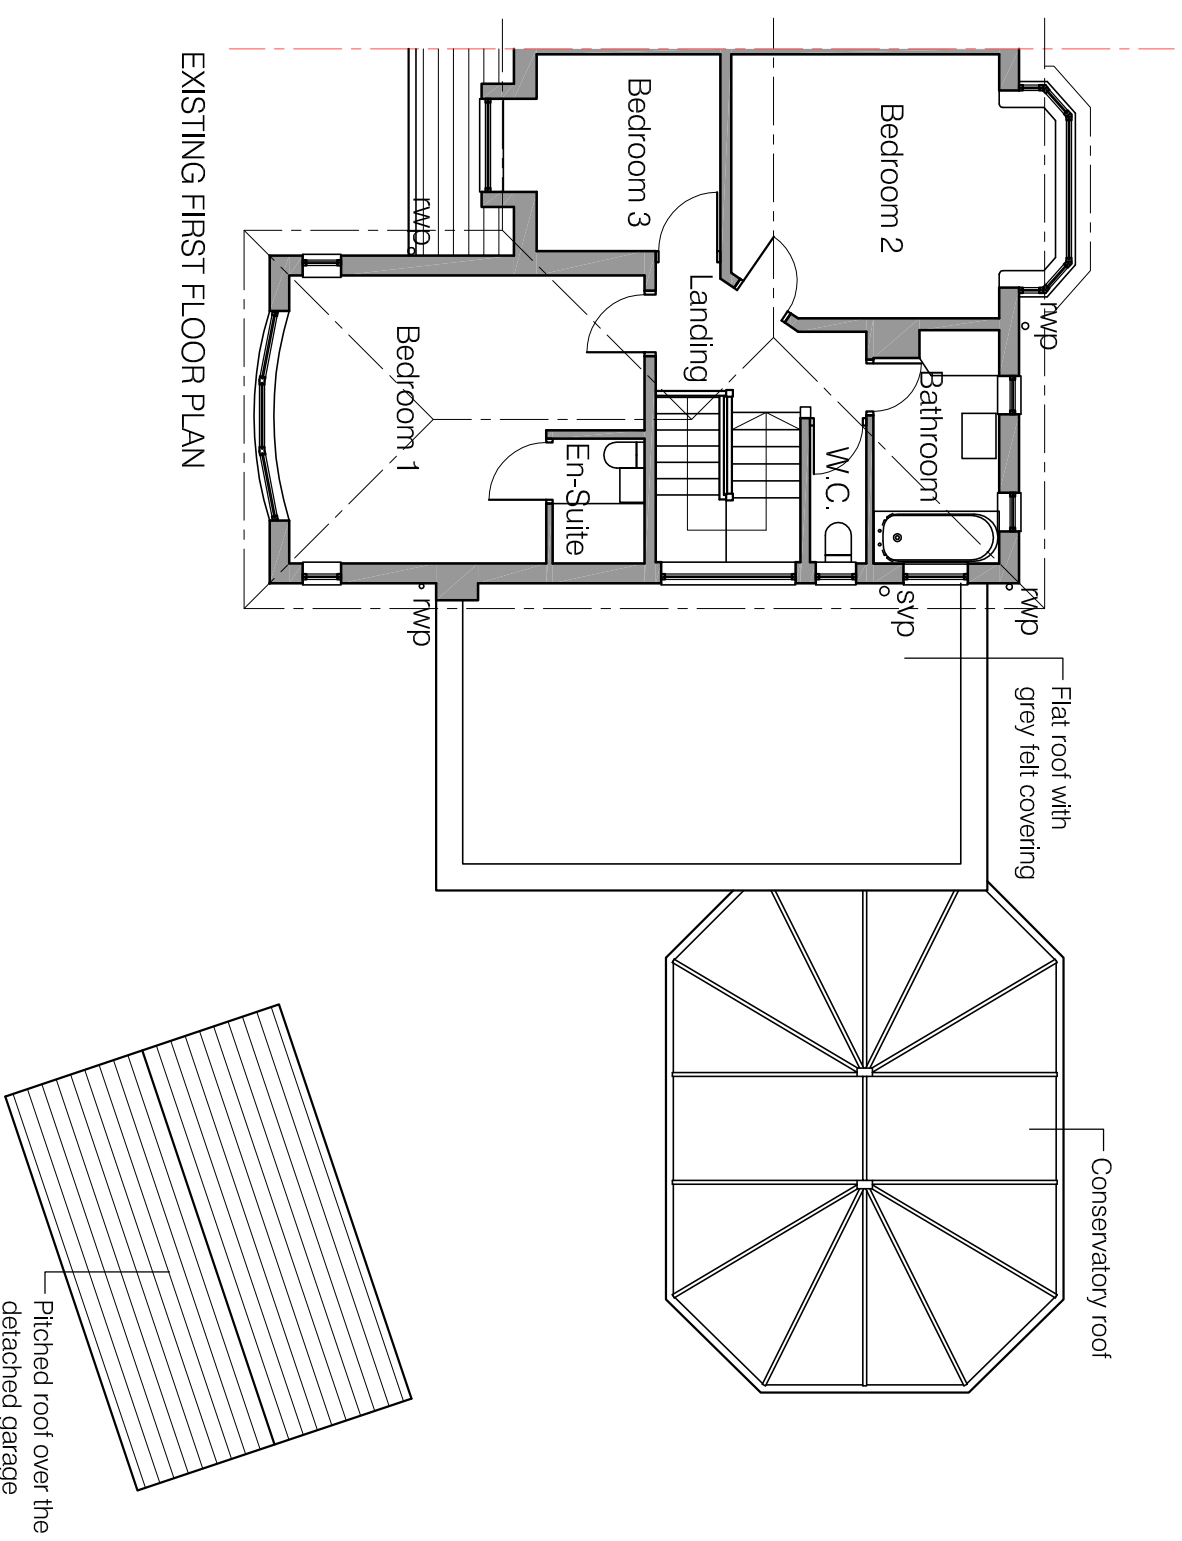 rwp
Conservatory roof
Flat roof with
grey felt covering
rwp
Bathroom
svp
Bedroom 2
W.C.
Landing
Bedroom 3
En-Suite
rwp
Bedroom 1
rwp
EXISTING FIRST FLOOR PLAN
Pitched roof over the
detached garage